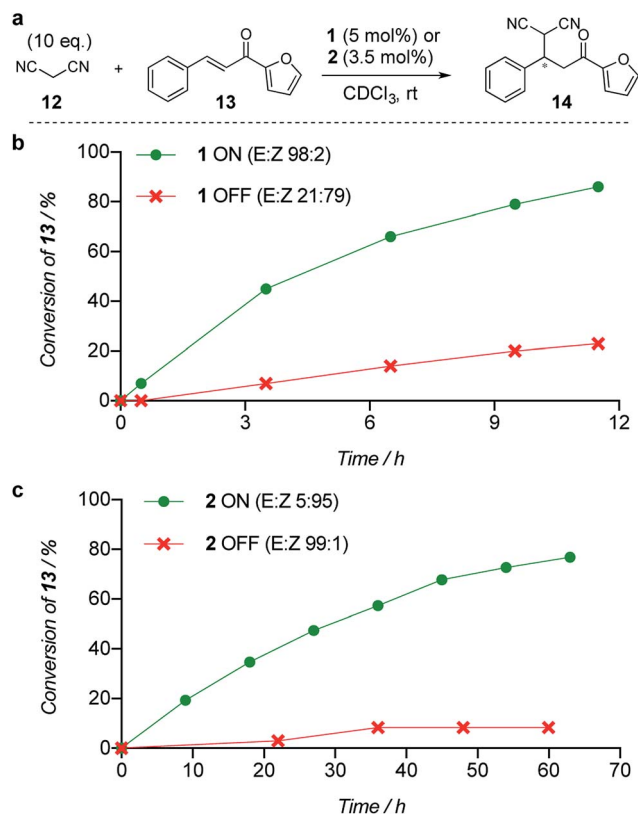 a
(10 eq.)
NC CN
12
+
O
O
13
1 (5 mol%) or
2 (3.5 mol%)
CDCl3, rt
NC CN
O
O
*
14
b
1 ON (E:Z 98:2)
1 OFF (E:Z 21:79)
Conversion of 13 / %
100
80
60
40
20
0
0 3 6 9 12
Time / h
c
2 ON (E:Z 5:95)
2 OFF (E:Z 99:1)
Conversion of 13 / %
100
80
60
40
20
0
0 10 20 30 40 50 60 70
Time / h